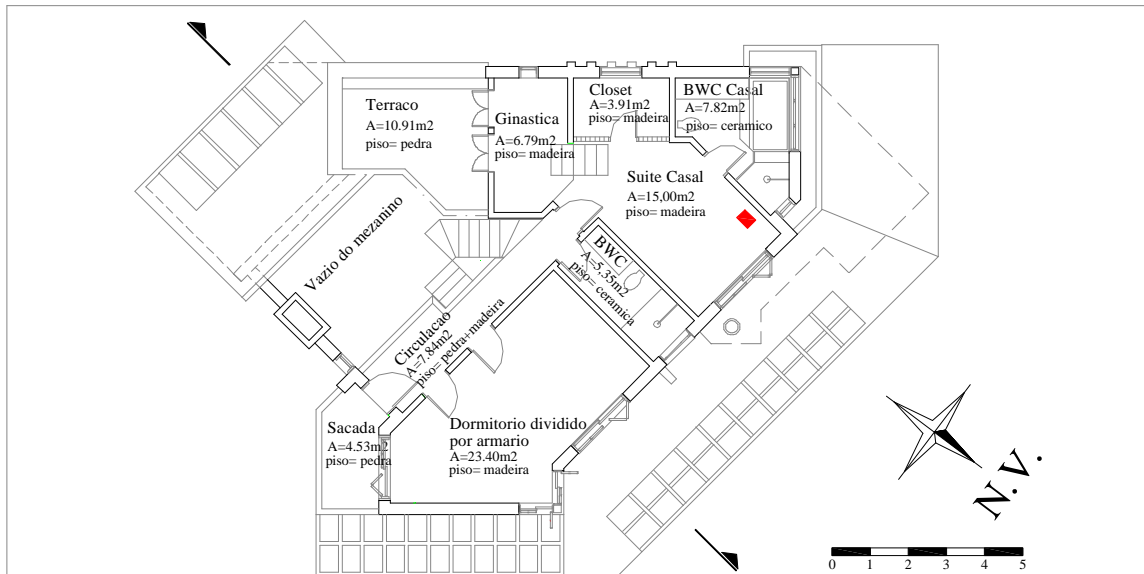 Terraco
A=10.91m2
piso= pedra
Ginastica
A=6.79m2
piso=madeira
Closet
A=3.91m2
piso= madeira
BWC Casal
A=7.82m2
piso= ceramico
Suite Casal
A=15,00m2
piso= madeira
Vazio do mezanino
BWC
A=5,35m2
piso= ceramica
Circulacao
A=7.84m2
piso= pedra+madeira
Sacada
A=4.53m2
piso= pedra
Dormitorio dividido
por armario
A=23.40m2
piso= madeira
N.V.
0 1 2 3 4 5